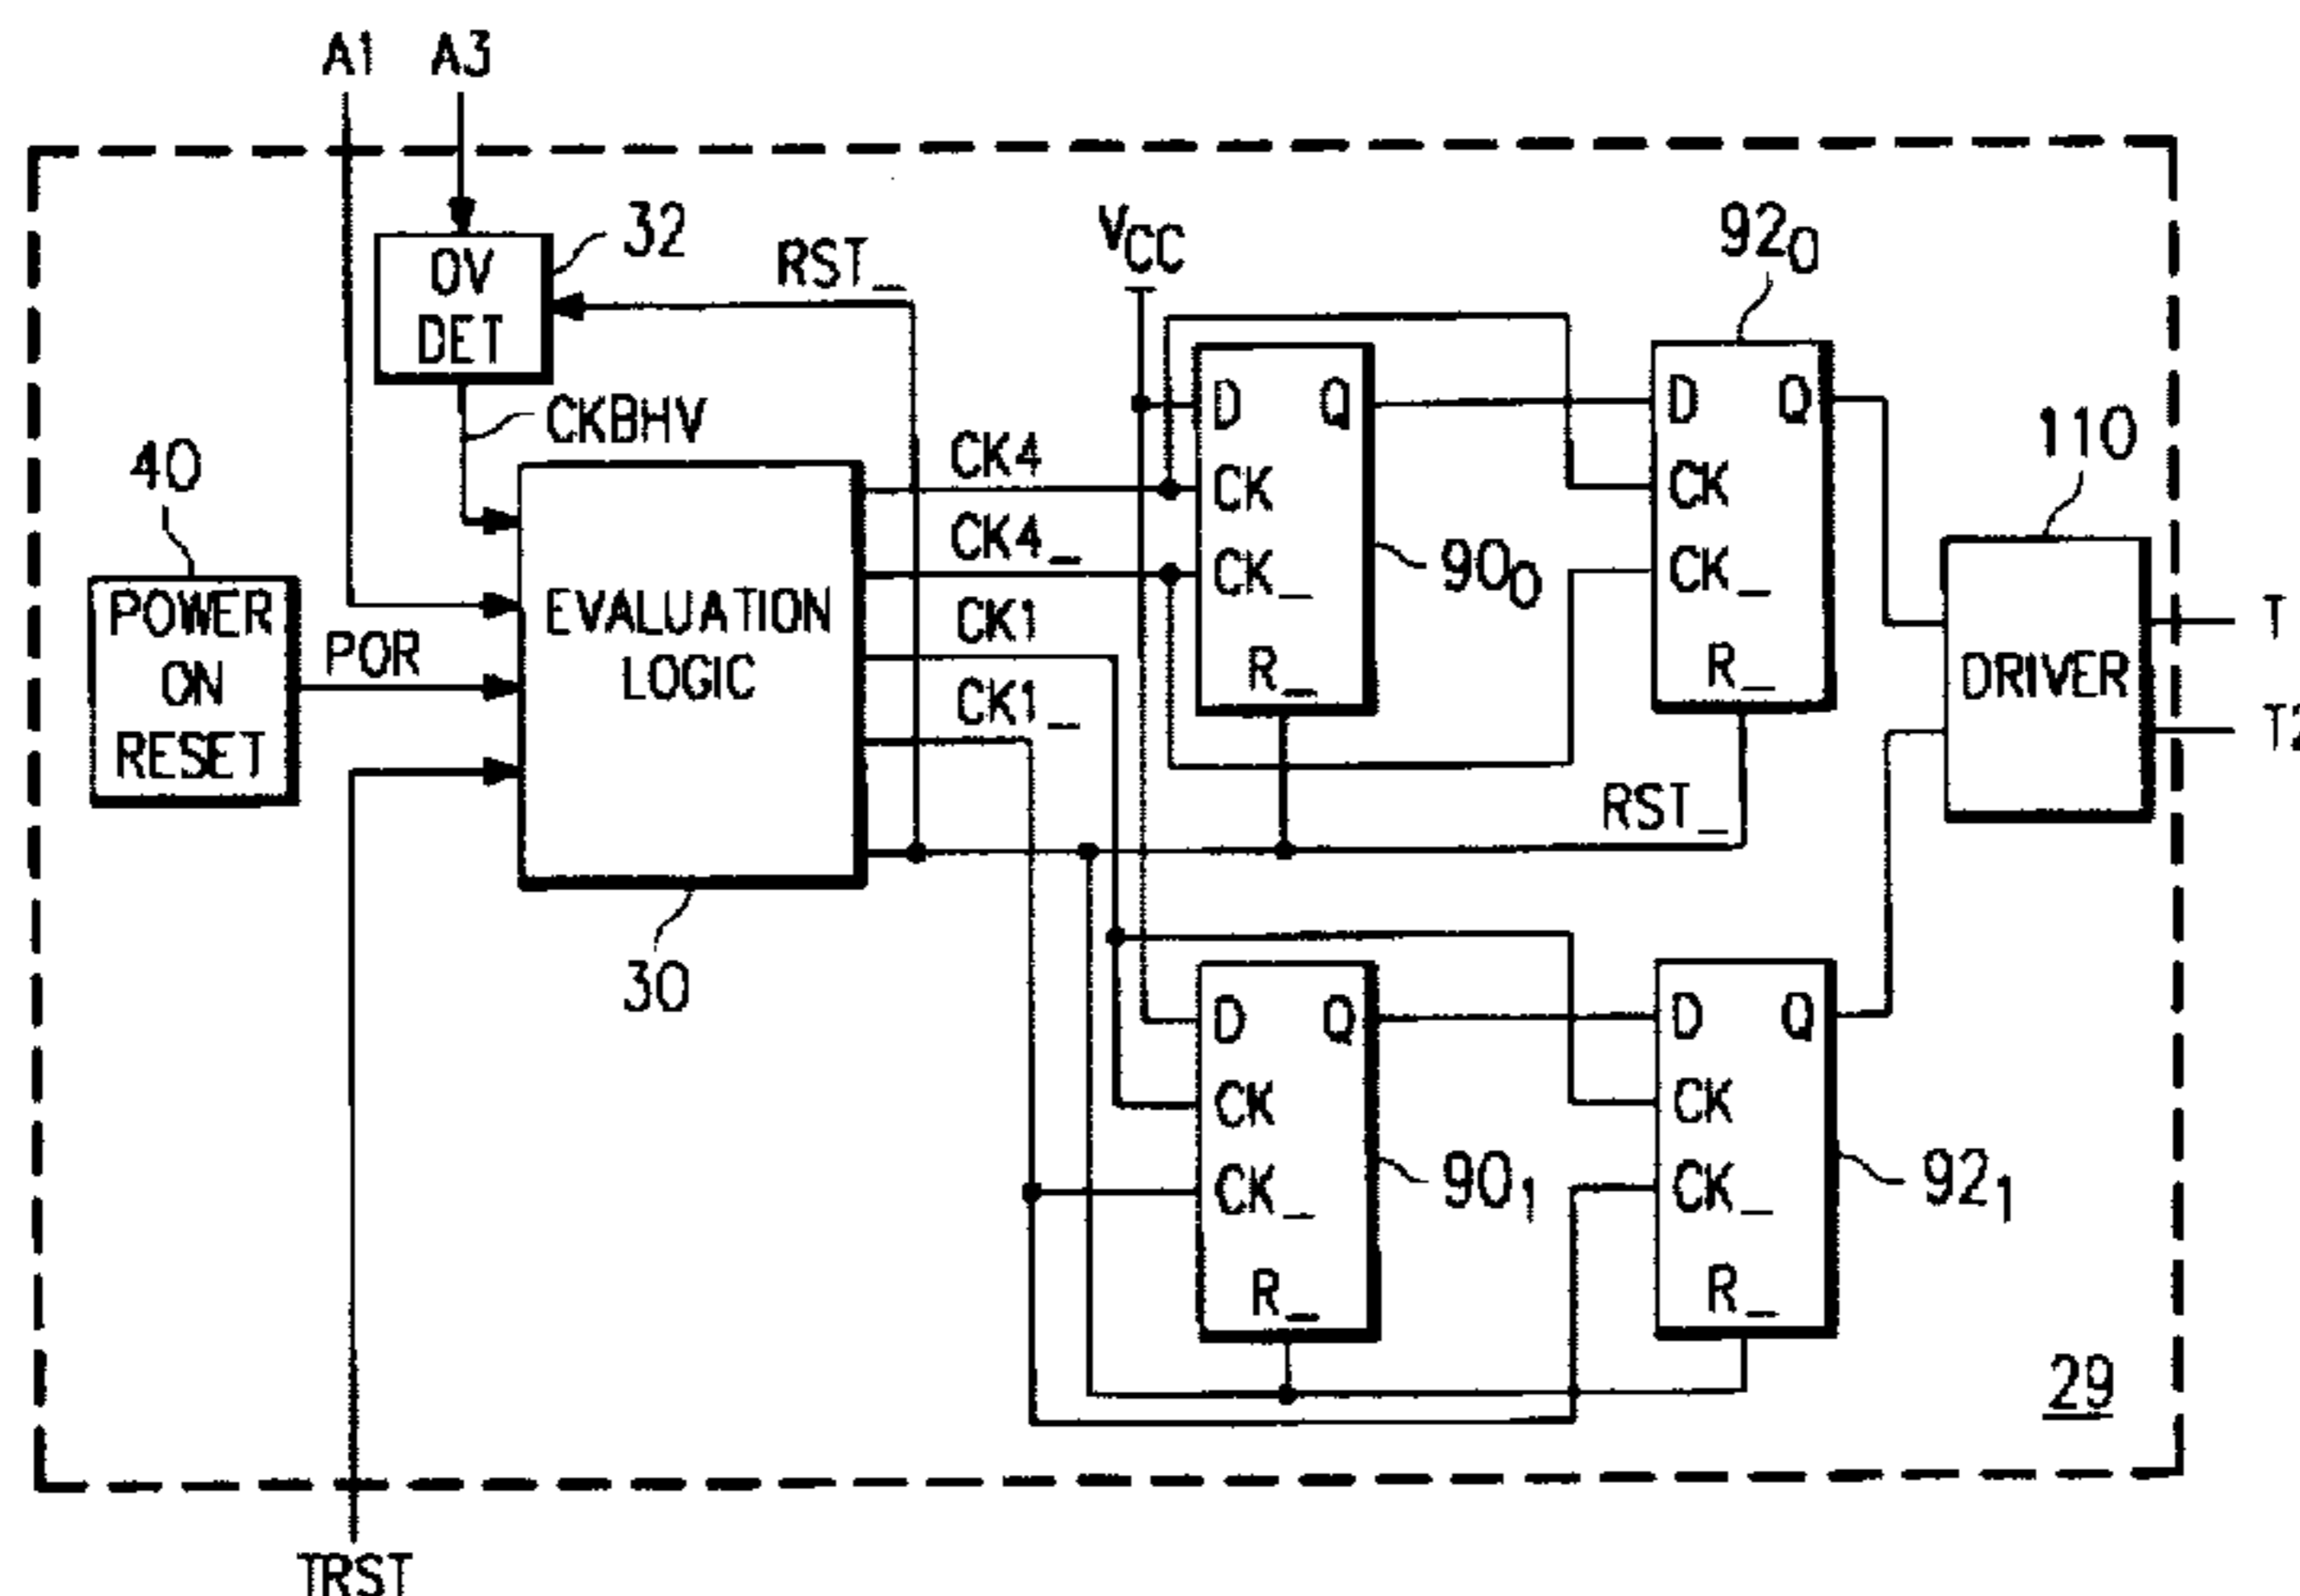 A1 A3
32
OV
DET
RST_
VCC
920
CKBHV
40
POWER
ON
RESET
POR
EVALUATION
LOGIC
30
CK4
CK4_
CK1
CK1_
D Q
CK
CK_
R_
900
D Q
CK
CK_
R_
RST_
110
DRIVER
T
T2
D Q
CK
CK_
R_
901
D Q
CK
CK_
R_
921
29
TRST